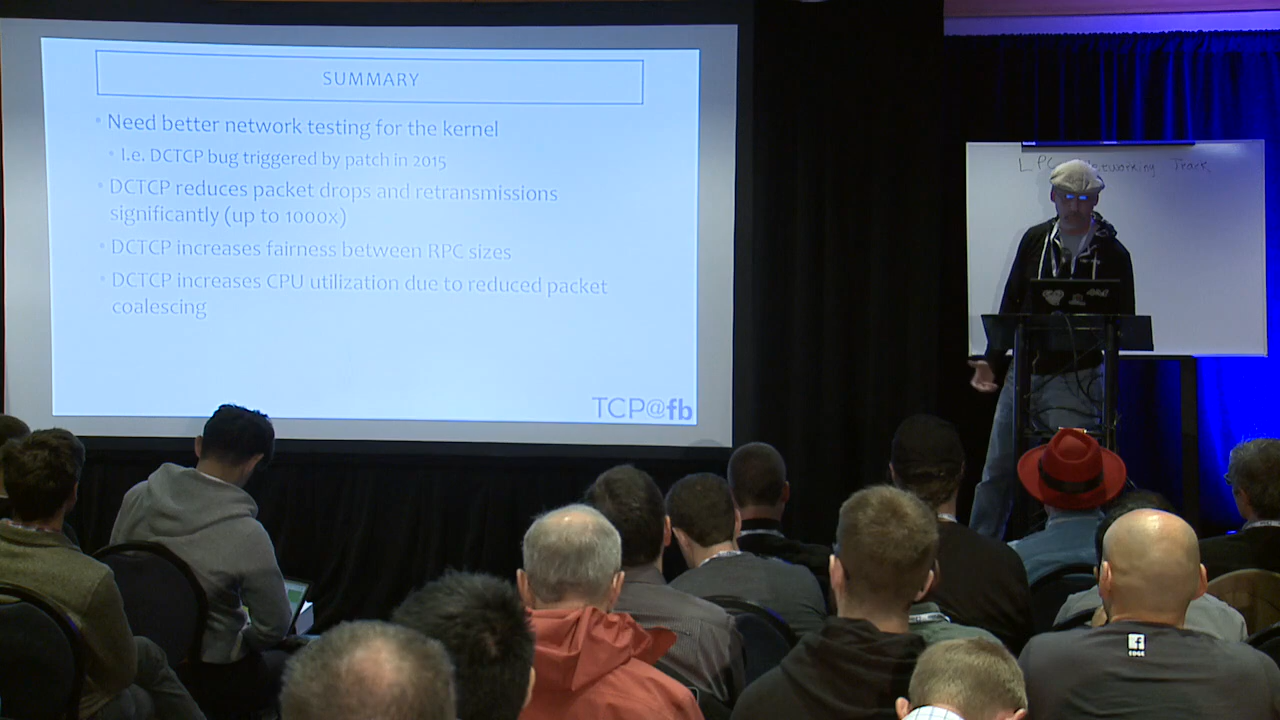 SUMMARY
Need better network testing for the kernel
I.e. DCTCP bug triggered by patch in 2015
DCTCP reduces packet drops and retransmissions
significantly (up to 1000x)
DCTCP increases fairness between RPC sizes
DCTCP increases CPU utilization due to reduced packet
coalescing
TCP@fb
LPC Networking Track
f
EDGE